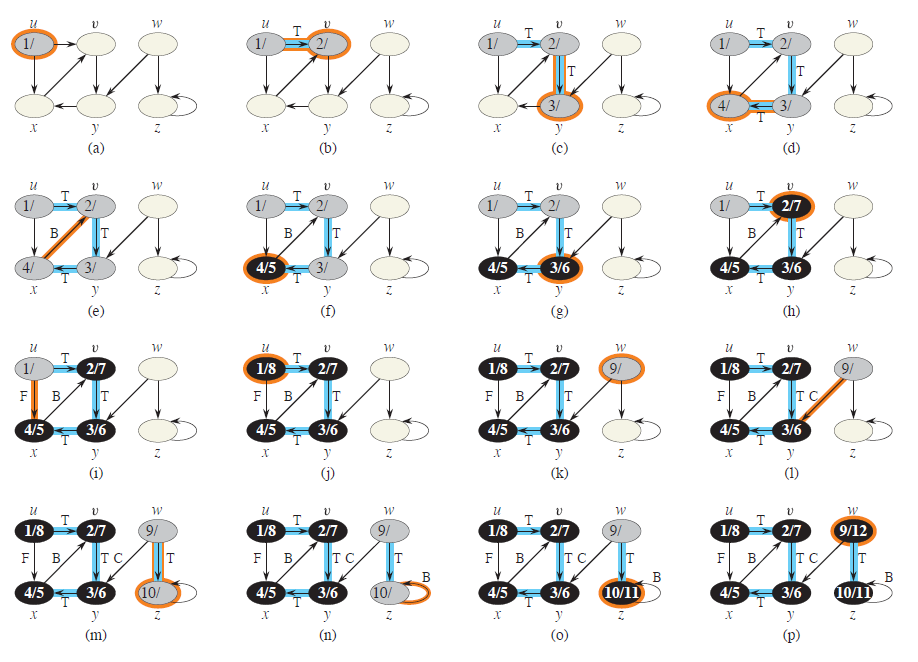 u v w u v w u v w u v w
T T T
1/ 1/ 2/ 1/ 2/ 1/ 2/
T T
3/ 4/ 3/
T
x y z x y z x y z x y z
(a) (b) (c) (d)
u v w u v w u v w u v w
T T T T
1/ 2/ 1/ 2/ 1/ 2/ 1/ 2/7
B T B T B T B T
4/ 3/ 4/5 3/ 4/5 3/6 4/5 3/6
T T T T
x y z x y z x y z x y z
(e) (f) (g) (h)
u v w u v w u v w u v w
T T T T
1/ 2/7 1/8 2/7 1/8 2/7 9/ 1/8 2/7 9/
F B T F B T F B T F B T C
4/5 3/6 4/5 3/6 4/5 3/6 4/5 3/6
T T T T
x y z x y z x y z x y z
(i) (j) (k) (l)
u v w u v w u v w u v w
T T T T
1/8 2/7 9/ 1/8 2/7 9/ 1/8 2/7 9/ 1/8 2/7 9/12
F B T C T F B T C T F B T C T F B T C T
B B B
4/5 3/6 10/ 4/5 3/6 10/ 4/5 3/6 10/11 4/5 3/6 10/11
T T T T
x y z x y z x y z x y z
(m) (n) (o) (p)